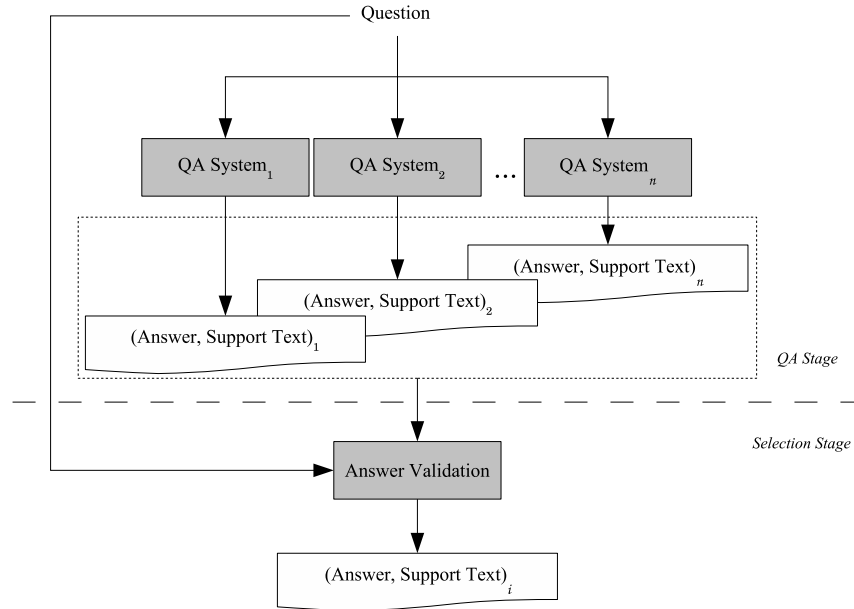 Question
QA System₁ QA System₂ ... QA Systemₙ
(Answer, Support Text)ₙ
(Answer, Support Text)₂
(Answer, Support Text)₁
QA Stage
Selection Stage
Answer Validation
(Answer, Support Text)ᵢ